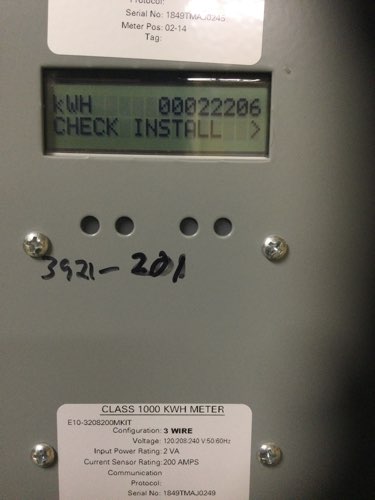 Protocol:
Serial No: 1849TMAJ0249
Meter Pos: 02-14
Tag:
kWH 00022206
CHECK INSTALL >
3921-201
CLASS 1000 KWH METER
E10-3208200MKIT
Configuration: 3 WIRE
Voltage: 120/208:240 V:50/60Hz
Input Power Rating: 2 VA
Current Sensor Rating: 200 AMPS
Communication
Protocol:
Serial No: 1849TMAJ0249